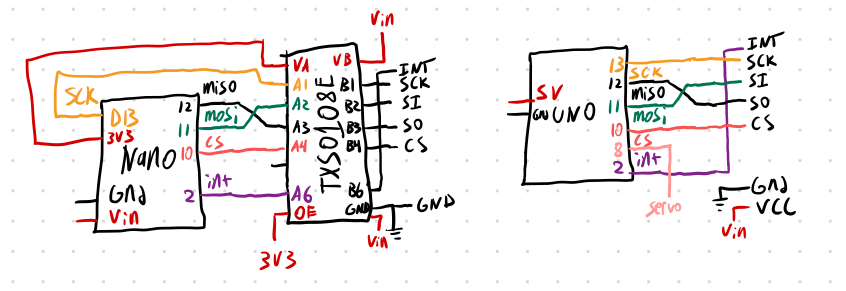 Vin
VA
VB
INT
SCK
A1
B1
SCK
miso
A2
B2
SI
D13
12
mosi
3V3
11
A3
B3
SO
Nano
CS
10
A4
B4
CS
TXS0108E
int
Gnd
2
A6
B6
Vin
OE
GND
GND
3V3
Vin
INT
13
SCK
SCK
5V
12
miso
SI
GND
UNO
11
mosi
SO
10
CS
CS
8
2
int
servo
Gnd
VCC
Vin